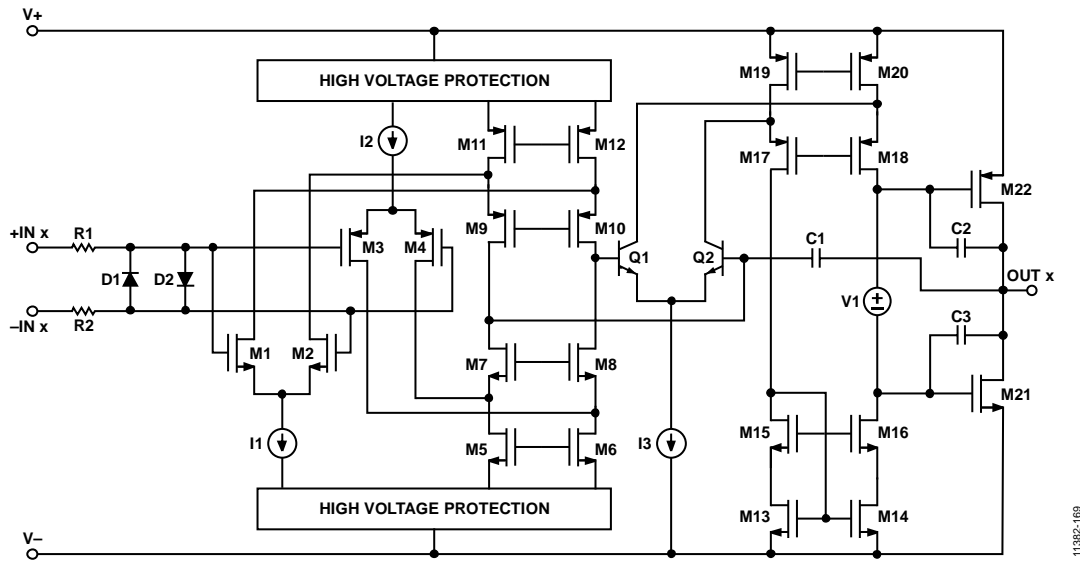 V+
HIGH VOLTAGE PROTECTION
M19
M20
I2
M11
M12
M17
M18
M22
+IN x
R1
M3
M4
M9
M10
C1
C2
D1
D2
Q1
Q2
OUT x
–IN x
R2
V1
C3
M1
M2
M7
M8
M21
I1
M5
M6
I3
M15
M16
HIGH VOLTAGE PROTECTION
M13
M14
V–
11382-169